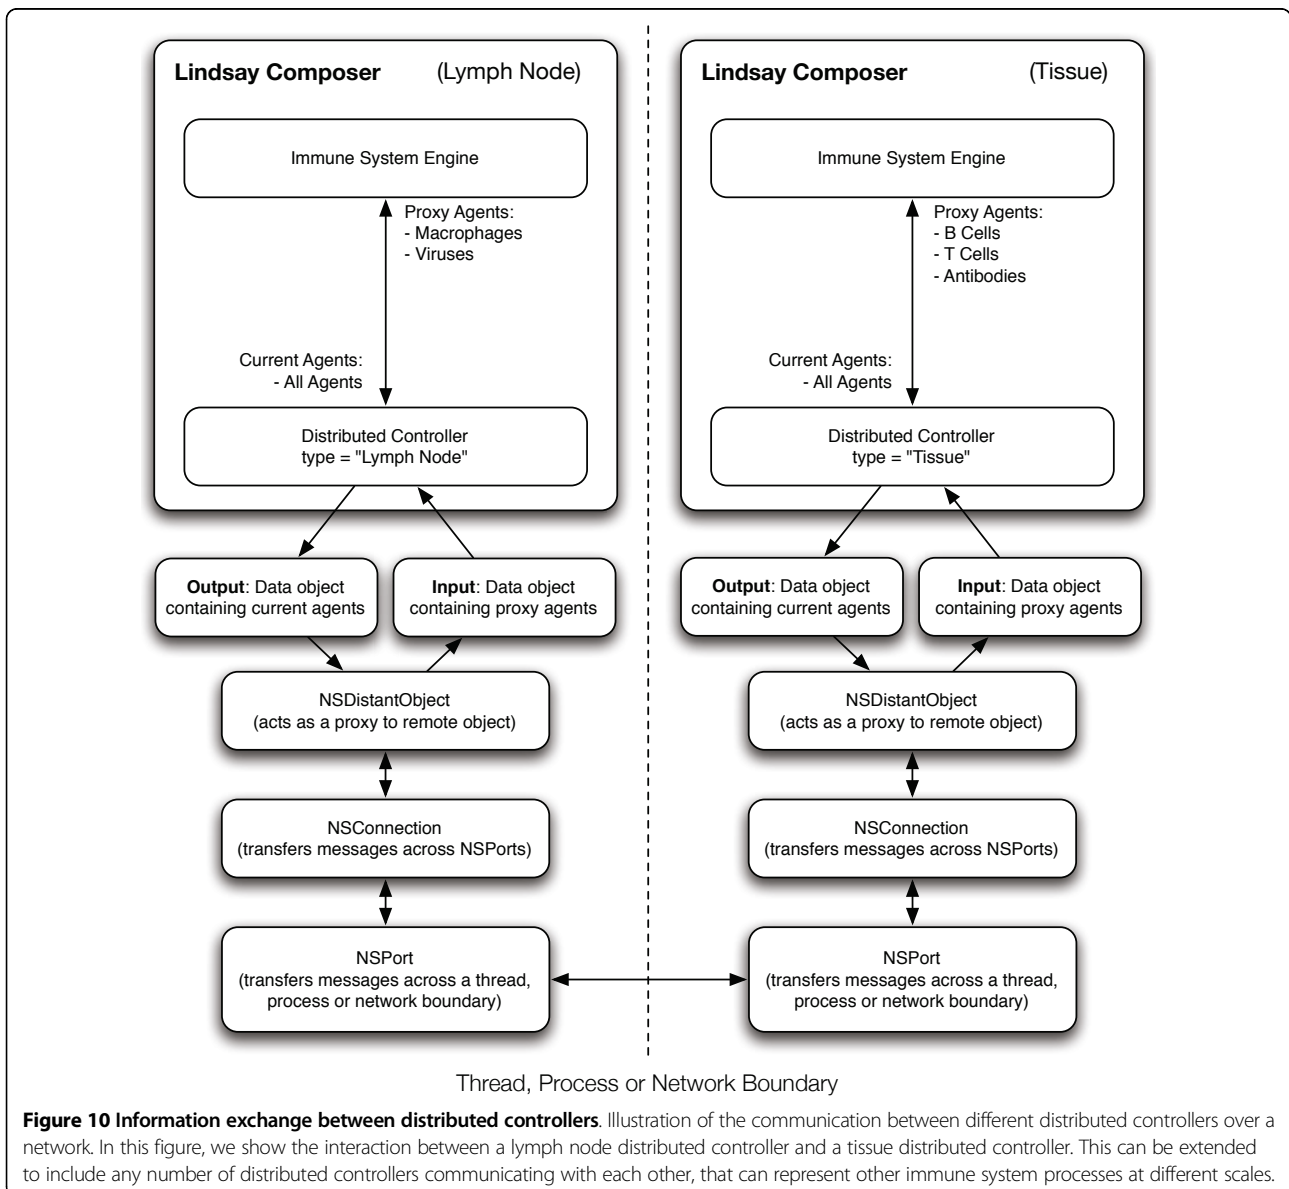 Lindsay Composer (Lymph Node)
Immune System Engine
Proxy Agents:
- Macrophages
- Viruses
Current Agents:
- All Agents
Distributed Controller
type = "Lymph Node"
Output: Data object
containing current agents
Input: Data object
containing proxy agents
NSDistantObject
(acts as a proxy to remote object)
NSConnection
(transfers messages across NSPorts)
NSPort
(transfers messages across a thread,
process or network boundary)
Lindsay Composer (Tissue)
Immune System Engine
Proxy Agents:
- B Cells
- T Cells
- Antibodies
Current Agents:
- All Agents
Distributed Controller
type = "Tissue"
Output: Data object
containing current agents
Input: Data object
containing proxy agents
NSDistantObject
(acts as a proxy to remote object)
NSConnection
(transfers messages across NSPorts)
NSPort
(transfers messages across a thread,
process or network boundary)
Thread, Process or Network Boundary
Figure 10 Information exchange between distributed controllers. Illustration of the communication between different distributed controllers over a
network. In this figure, we show the interaction between a lymph node distributed controller and a tissue distributed controller. This can be extended
to include any number of distributed controllers communicating with each other, that can represent other immune system processes at different scales.